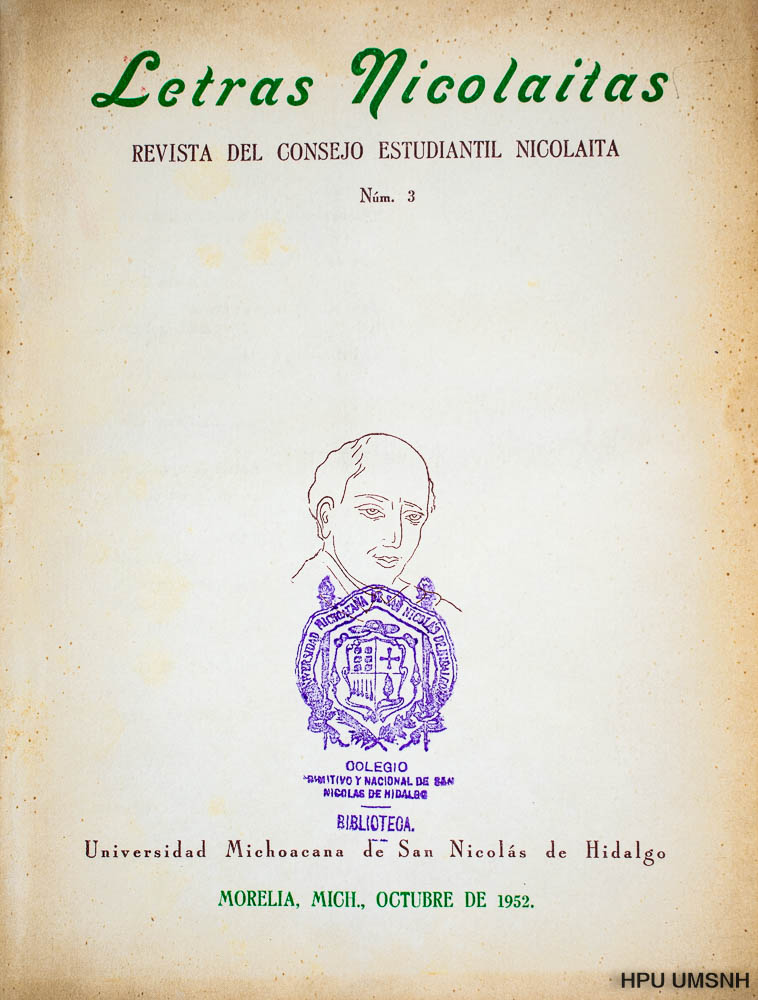 Letras Nicolaitas
REVISTA DEL CONSEJO ESTUDIANTIL NICOLAITA
Núm. 3
UNIVERSIDAD MICHOACANA DE SAN NICOLAS DE HIDALGO
COLEGIO
PRIMITIVO Y NACIONAL DE SAN
NICOLAS DE HIDALGO
BIBLIOTECA.
Universidad Michoacana de San Nicolás de Hidalgo
MORELIA, MICH., OCTUBRE DE 1952.
HPU UMSNH